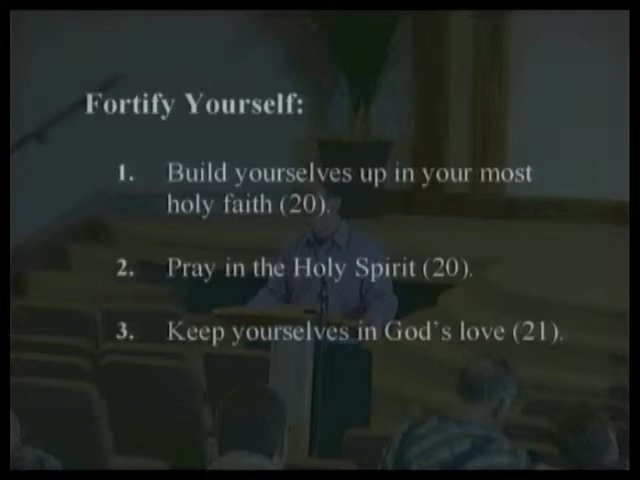 Fortify Yourself:
1. Build yourselves up in your most
holy faith (20).
2. Pray in the Holy Spirit (20).
3. Keep yourselves in God's love (21).